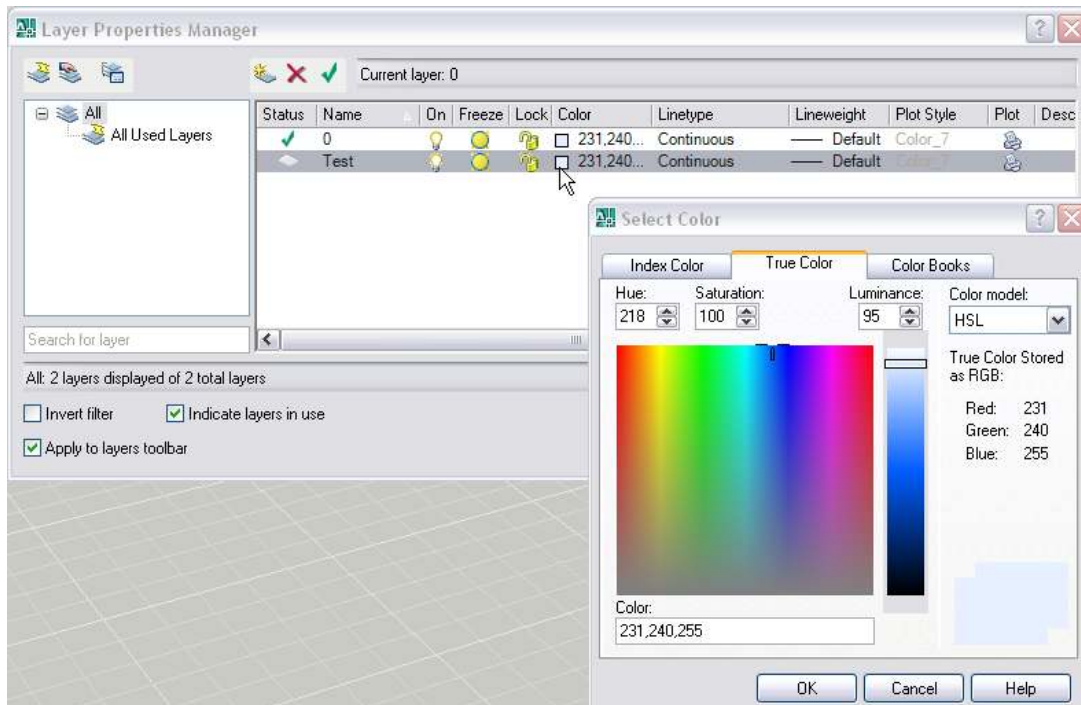 Layer Properties Manager
Current layer: 0
All
All Used Layers
Status Name On Freeze Lock Color Linetype Lineweight Plot Style Plot Desc
0 231,240... Continuous Default Color_7
Test 231,240... Continuous Default Color_7
Search for layer
All: 2 layers displayed of 2 total layers
Invert filter Indicate layers in use
Apply to layers toolbar
Select Color
Index Color True Color Color Books
Hue: Saturation: Luminance: Color model:
218 100 95 HSL
True Color Stored
as RGB:
Red: 231
Green: 240
Blue: 255
Color:
231,240,255
OK Cancel Help